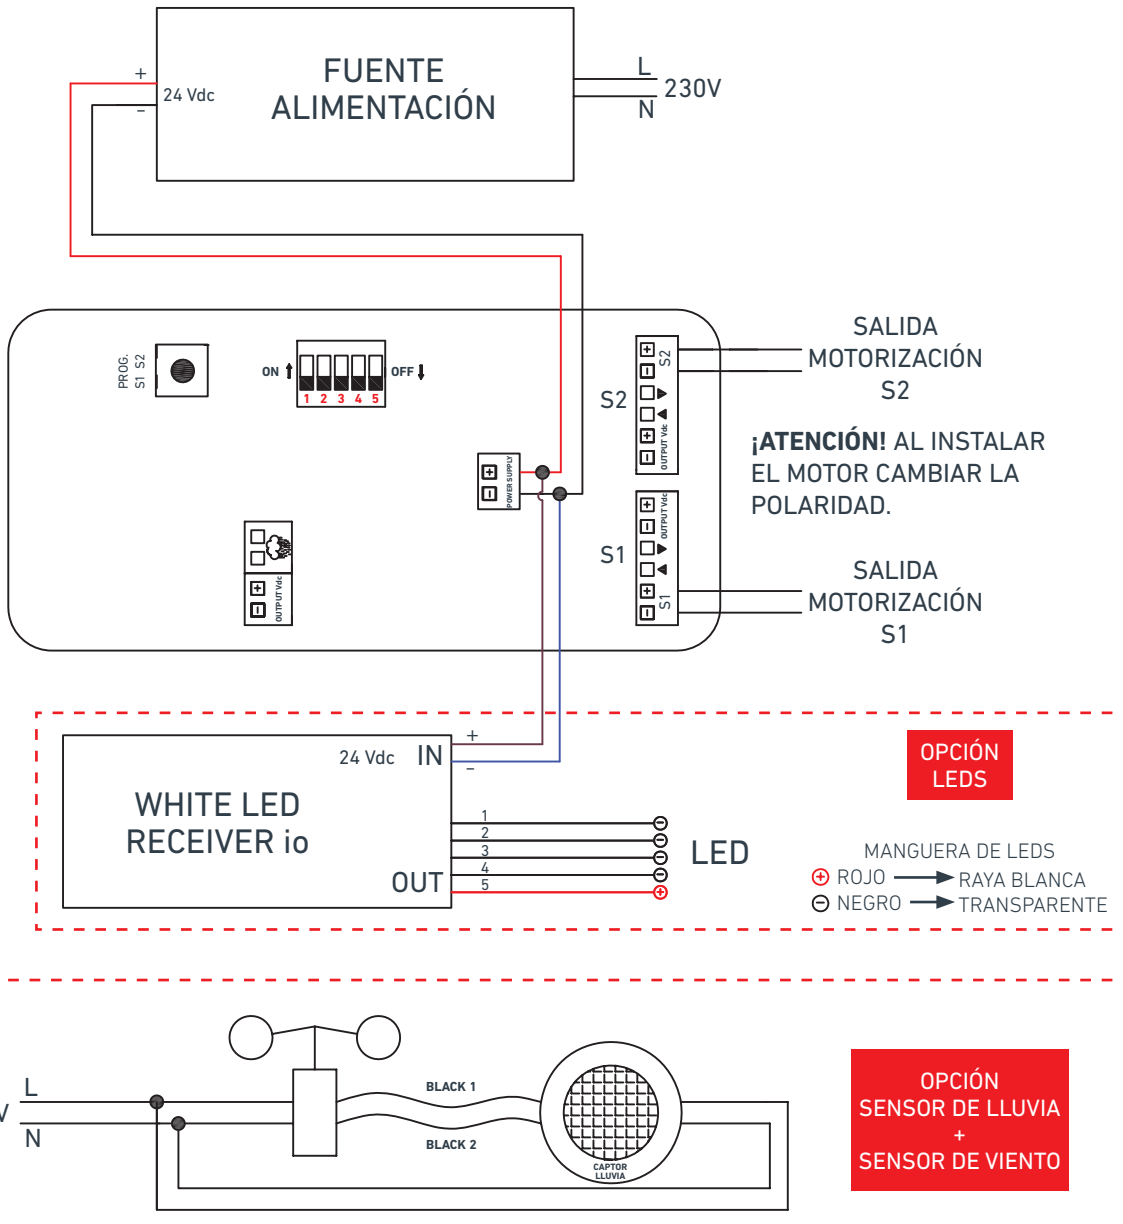 FUENTE
ALIMENTACIÓN
+
24 Vdc
–
L
230V
N
PROG.
S1 S2
ON
OFF
1 2 3 4 5
POWER SUPPLY
+
–
OUTPUT Vdc
+
–
S2
+
–
S2
+
–
OUTPUT Vdc
SALIDA
MOTORIZACIÓN
S2
¡ATENCIÓN! AL INSTALAR
EL MOTOR CAMBIAR LA
POLARIDAD.
S1
+
–
OUTPUT Vdc
+
–
S1
SALIDA
MOTORIZACIÓN
S1
WHITE LED
RECEIVER io
24 Vdc IN
+
–
OUT
1
2
3
4
5
–
–
–
–
+
LED
OPCIÓN
LEDS
MANGUERA DE LEDS
+ ROJO RAYA BLANCA
– NEGRO TRANSPARENTE
L
V
N
BLACK 1
BLACK 2
CAPTOR
LLUVIA
OPCIÓN
SENSOR DE LLUVIA
+
SENSOR DE VIENTO